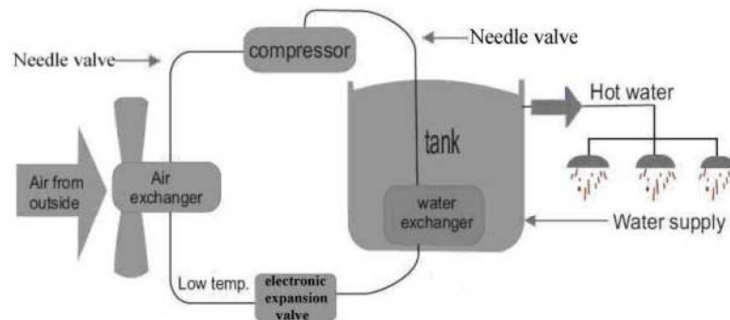 compressor
Needle valve
Needle valve
Hot water
tank
Air from
outside
Air
exchanger
water
exchanger
Water supply
Low temp.
electronic
expansion
valve